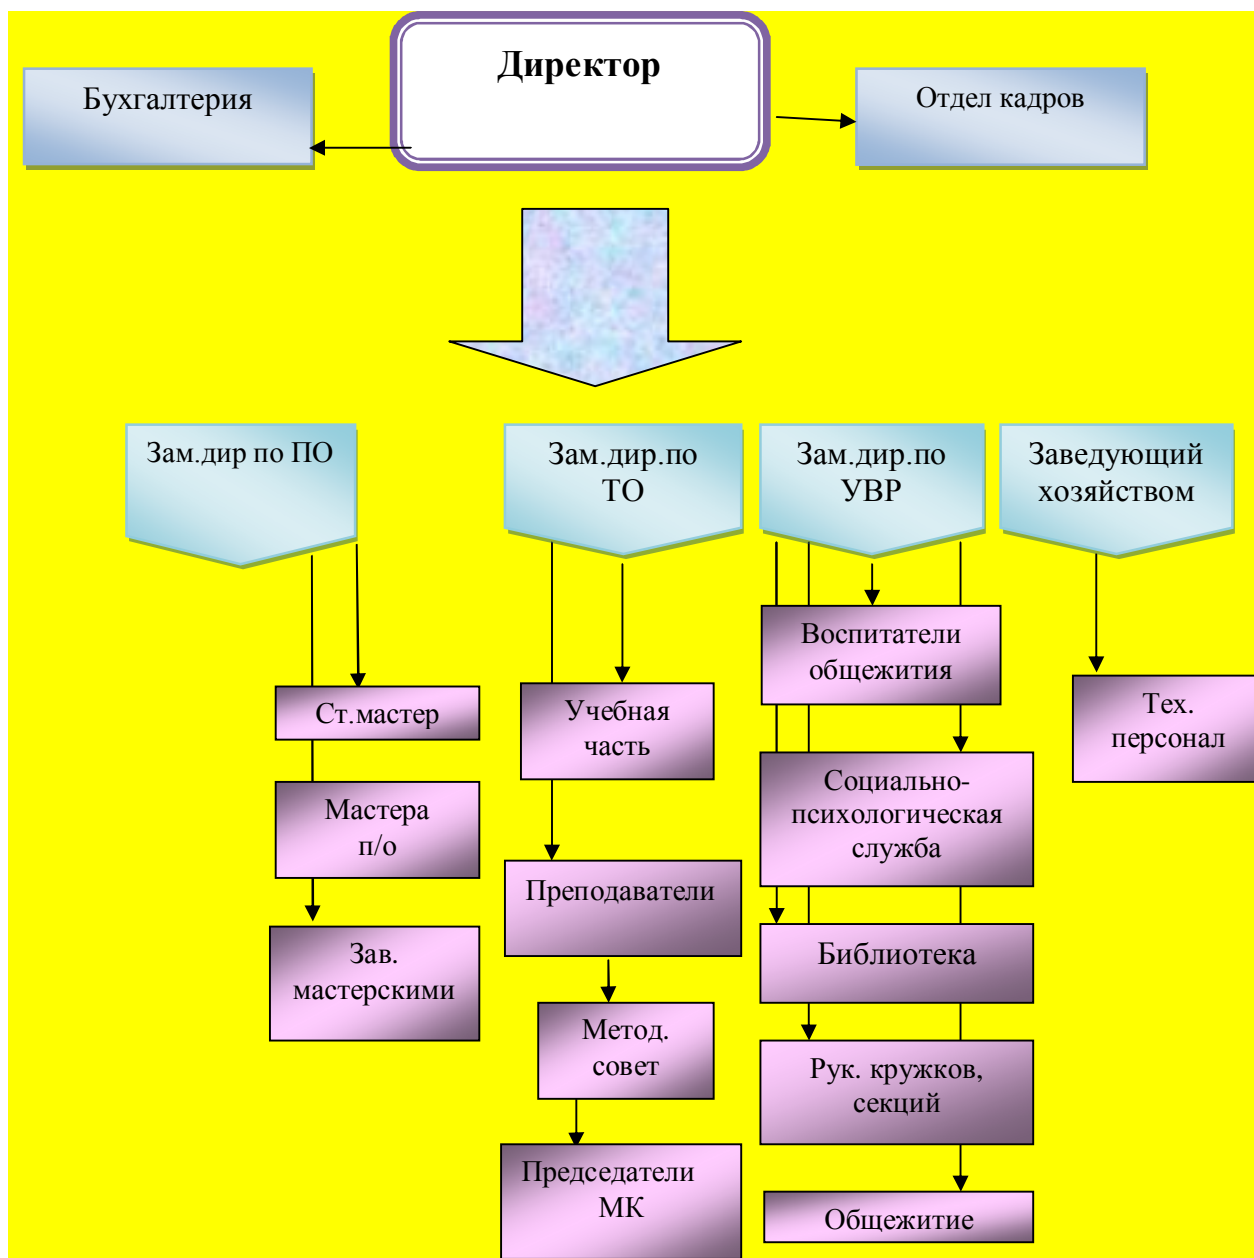 Директор
Бухгалтерия
Отдел кадров
Зам.дир по ПО
Зам.дир.по
ТО
Зам.дир.по
УВР
Заведующий
хозяйством
Ст.мастер
Мастера
п/о
Зав.
мастерскими
Учебная
часть
Преподаватели
Метод.
совет
Председатели
МК
Воспитатели
общежития
Социально-
психологическая
служба
Библиотека
Рук. кружков,
секций
Общежитие
Тех.
персонал